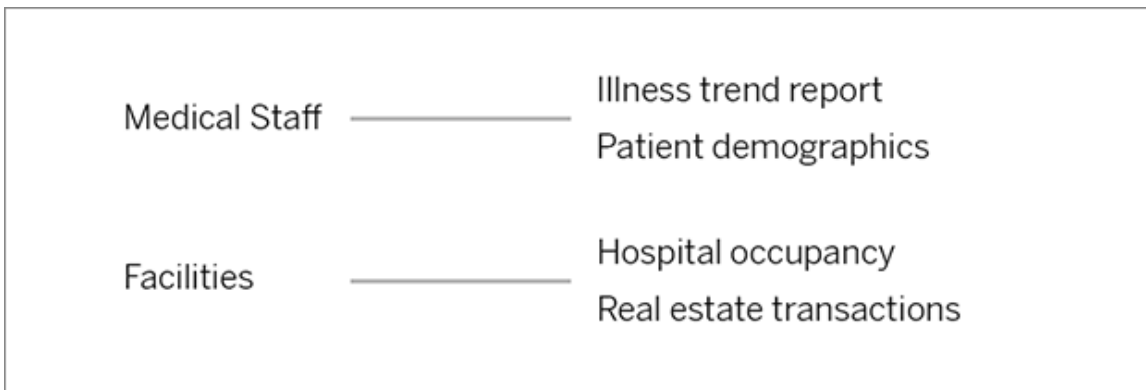 Medical Staff
Illness trend report
Patient demographics
Facilities
Hospital occupancy
Real estate transactions